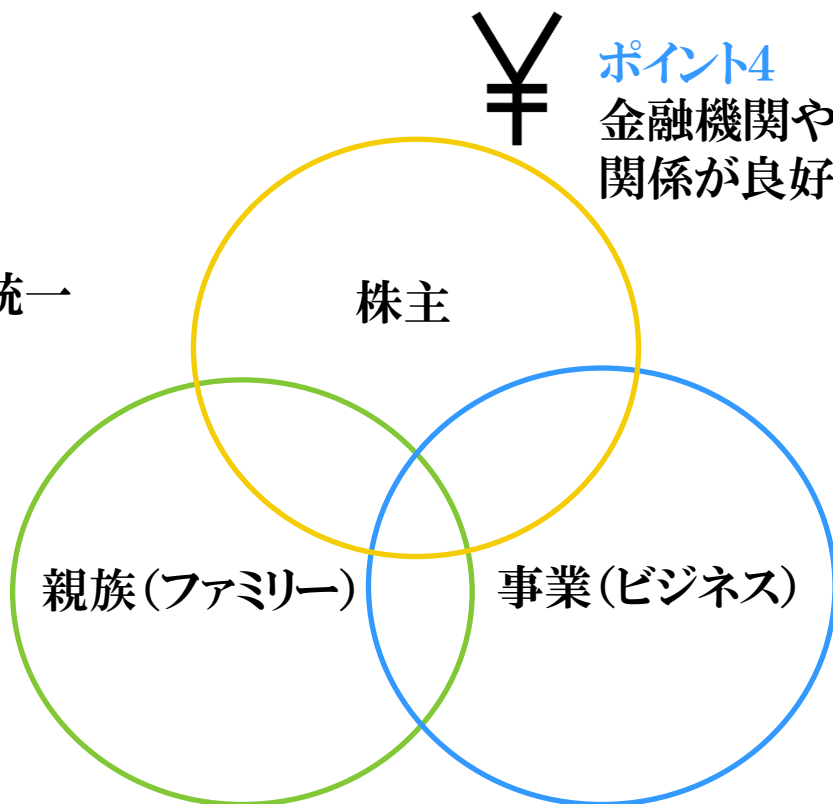 ¥
ポイント4
金融機関や
関係が良好
統一
株主
親族（ファミリー）
事業（ビジネス）